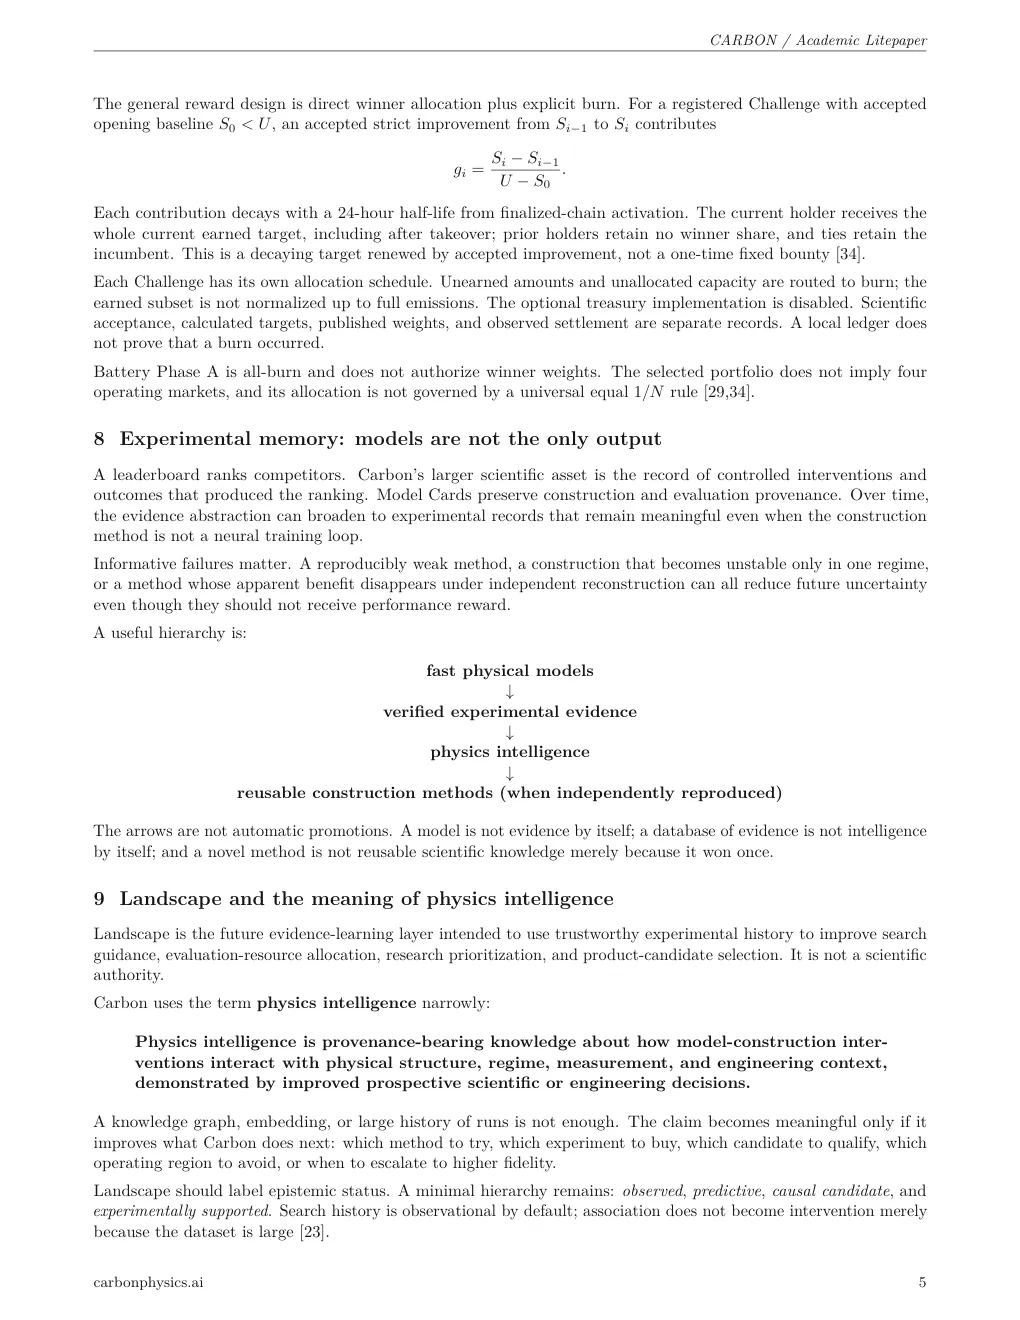 CARBON / Academic Litepaper
The general reward design is direct winner allocation plus explicit burn. For a registered Challenge with accepted
opening baseline S₀ < U, an accepted strict improvement from Sᵢ₋₁ to Sᵢ contributes
gᵢ = (Sᵢ − Sᵢ₋₁) / (U − S₀).
Each contribution decays with a 24-hour half-life from finalized-chain activation. The current holder receives the
whole current earned target, including after takeover; prior holders retain no winner share, and ties retain the
incumbent. This is a decaying target renewed by accepted improvement, not a one-time fixed bounty [34].
Each Challenge has its own allocation schedule. Unearned amounts and unallocated capacity are routed to burn; the
earned subset is not normalized up to full emissions. The optional treasury implementation is disabled. Scientific
acceptance, calculated targets, published weights, and observed settlement are separate records. A local ledger does
not prove that a burn occurred.
Battery Phase A is all-burn and does not authorize winner weights. The selected portfolio does not imply four
operating markets, and its allocation is not governed by a universal equal 1/N rule [29,34].
8 Experimental memory: models are not the only output
A leaderboard ranks competitors. Carbon's larger scientific asset is the record of controlled interventions and
outcomes that produced the ranking. Model Cards preserve construction and evaluation provenance. Over time,
the evidence abstraction can broaden to experimental records that remain meaningful even when the construction
method is not a neural training loop.
Informative failures matter. A reproducibly weak method, a construction that becomes unstable only in one regime,
or a method whose apparent benefit disappears under independent reconstruction can all reduce future uncertainty
even though they should not receive performance reward.
A useful hierarchy is:
fast physical models
↓
verified experimental evidence
↓
physics intelligence
↓
reusable construction methods (when independently reproduced)
The arrows are not automatic promotions. A model is not evidence by itself; a database of evidence is not intelligence
by itself; and a novel method is not reusable scientific knowledge merely because it won once.
9 Landscape and the meaning of physics intelligence
Landscape is the future evidence-learning layer intended to use trustworthy experimental history to improve search
guidance, evaluation-resource allocation, research prioritization, and product-candidate selection. It is not a scientific
authority.
Carbon uses the term physics intelligence narrowly:
Physics intelligence is provenance-bearing knowledge about how model-construction inter-
ventions interact with physical structure, regime, measurement, and engineering context,
demonstrated by improved prospective scientific or engineering decisions.
A knowledge graph, embedding, or large history of runs is not enough. The claim becomes meaningful only if it
improves what Carbon does next: which method to try, which experiment to buy, which candidate to qualify, which
operating region to avoid, or when to escalate to higher fidelity.
Landscape should label epistemic status. A minimal hierarchy remains: observed, predictive, causal candidate, and
experimentally supported. Search history is observational by default; association does not become intervention merely
because the dataset is large [23].
carbonphysics.ai
5